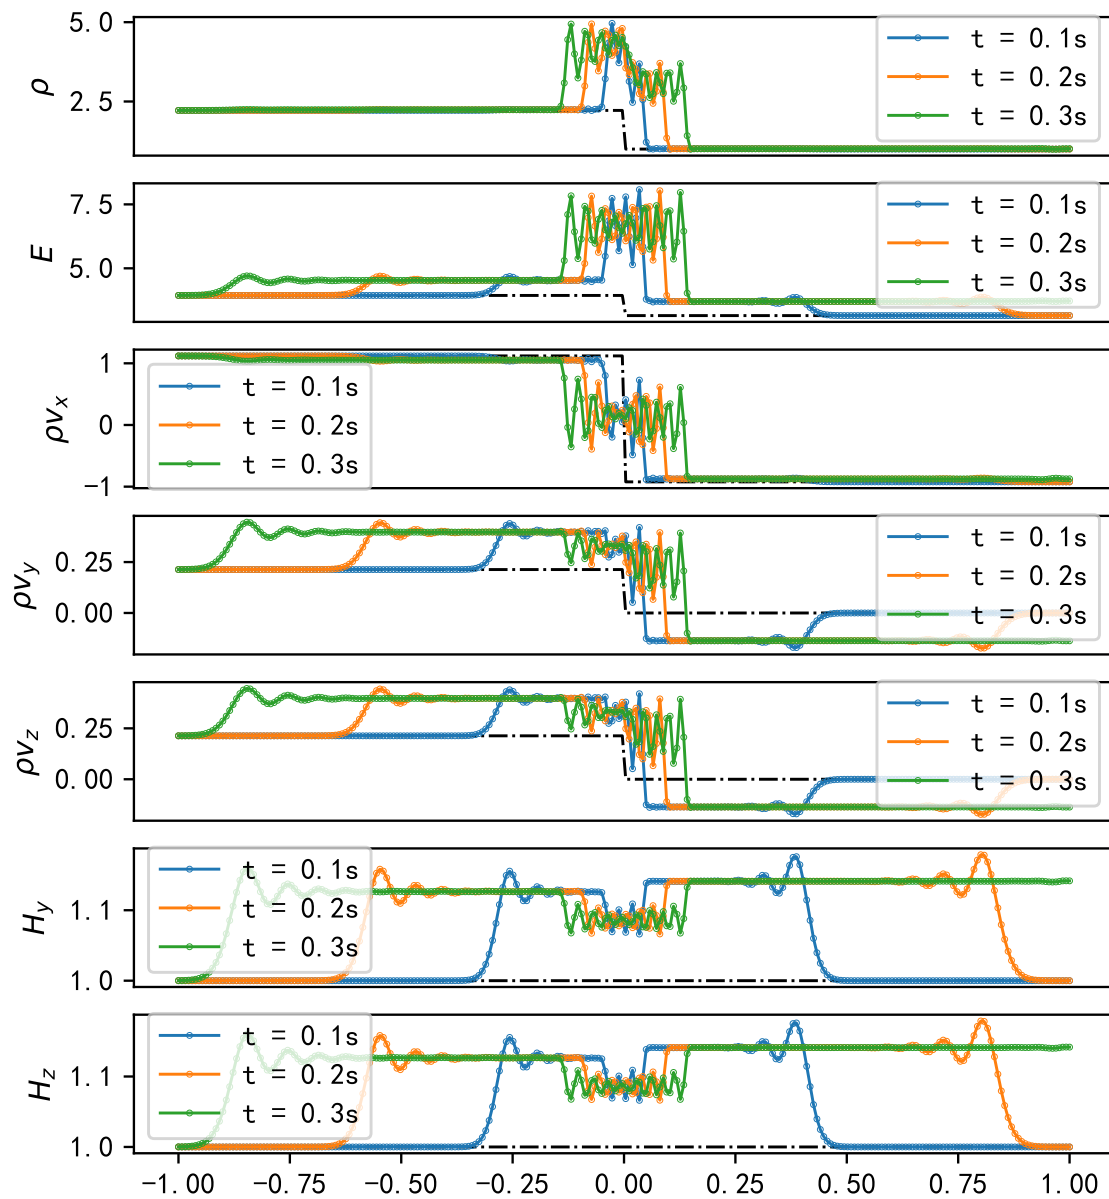 5.0
2.5
ρ
t = 0.1s
t = 0.2s
t = 0.3s
7.5
5.0
E
t = 0.1s
t = 0.2s
t = 0.3s
1
0
−1
ρvₓ
t = 0.1s
t = 0.2s
t = 0.3s
0.25
0.00
ρv_y
t = 0.1s
t = 0.2s
t = 0.3s
0.25
0.00
ρv_z
t = 0.1s
t = 0.2s
t = 0.3s
1.1
1.0
H_y
t = 0.1s
t = 0.2s
t = 0.3s
1.1
1.0
H_z
t = 0.1s
t = 0.2s
t = 0.3s
−1.00 −0.75 −0.50 −0.25 0.00 0.25 0.50 0.75 1.00